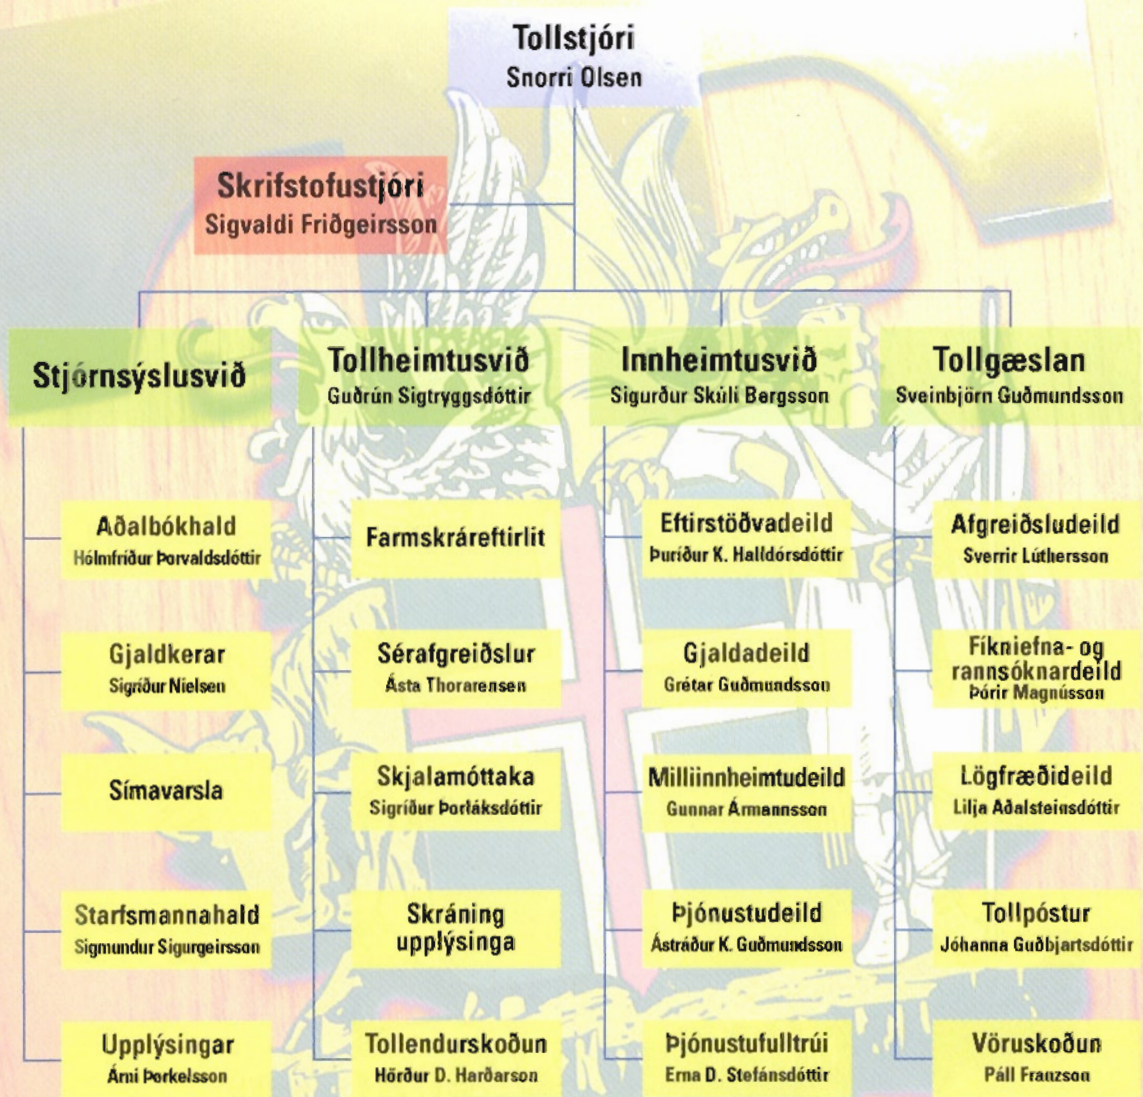 Tollstjóri
Snorri Olsen
Skrifstofustjóri
Sigvaldi Friðgeirsson
Stjórnsýslusvið
Tollheimtusvið
Guðrún Sigtryggsdóttir
Innheimtusvið
Sigurður Skúli Bergsson
Tollgæslan
Sveinbjörn Guðmundsson
Aðalbókhald
Hólmfríður Þorvaldsdóttir
Gjaldkerar
Sigríður Nielsen
Símavarsla
Starfsmannahald
Sigmundur Sigurgeirsson
Upplýsingar
Árni Þorkelsson
Farmskráreftirlit
Sérafgreiðslur
Ásta Thorarensen
Skjalamóttaka
Sigríður Þorláksdóttir
Skráning
upplýsinga
Tollendurskoðun
Hörður D. Harðarson
Eftirstöðvadeild
Þuríður K. Halldórsdóttir
Gjaldadeild
Grétar Guðmundsson
Milliinnheimtudeild
Gunnar Ármannsson
Þjónustudeild
Ástráður K. Guðmundsson
Þjónustufulltrúi
Erna D. Stefánsdóttir
Afgreiðsludeild
Sverrir Lúthersson
Fíkniefna- og
rannsóknardeild
Þórir Magnússon
Lögfræðideild
Lilja Aðalsteinsdóttir
Tollpóstur
Jóhanna Guðbjartsdóttir
Vöruskoðun
Páll Franzson